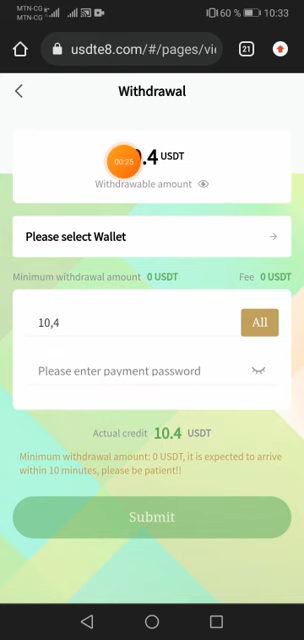 MTN-CG
MTN-CG
60 % 10:33
usdte8.com/#/pages/vi
21
Withdrawal
.4 USDT
00:25
Withdrawable amount
Please select Wallet
Minimum withdrawal amount 0 USDT Fee 0 USDT
10,4
All
Please enter payment password
Actual credit 10.4 USDT
Minimum withdrawal amount: 0 USDT, it is expected to arrive
within 10 minutes, please be patient!!
Submit